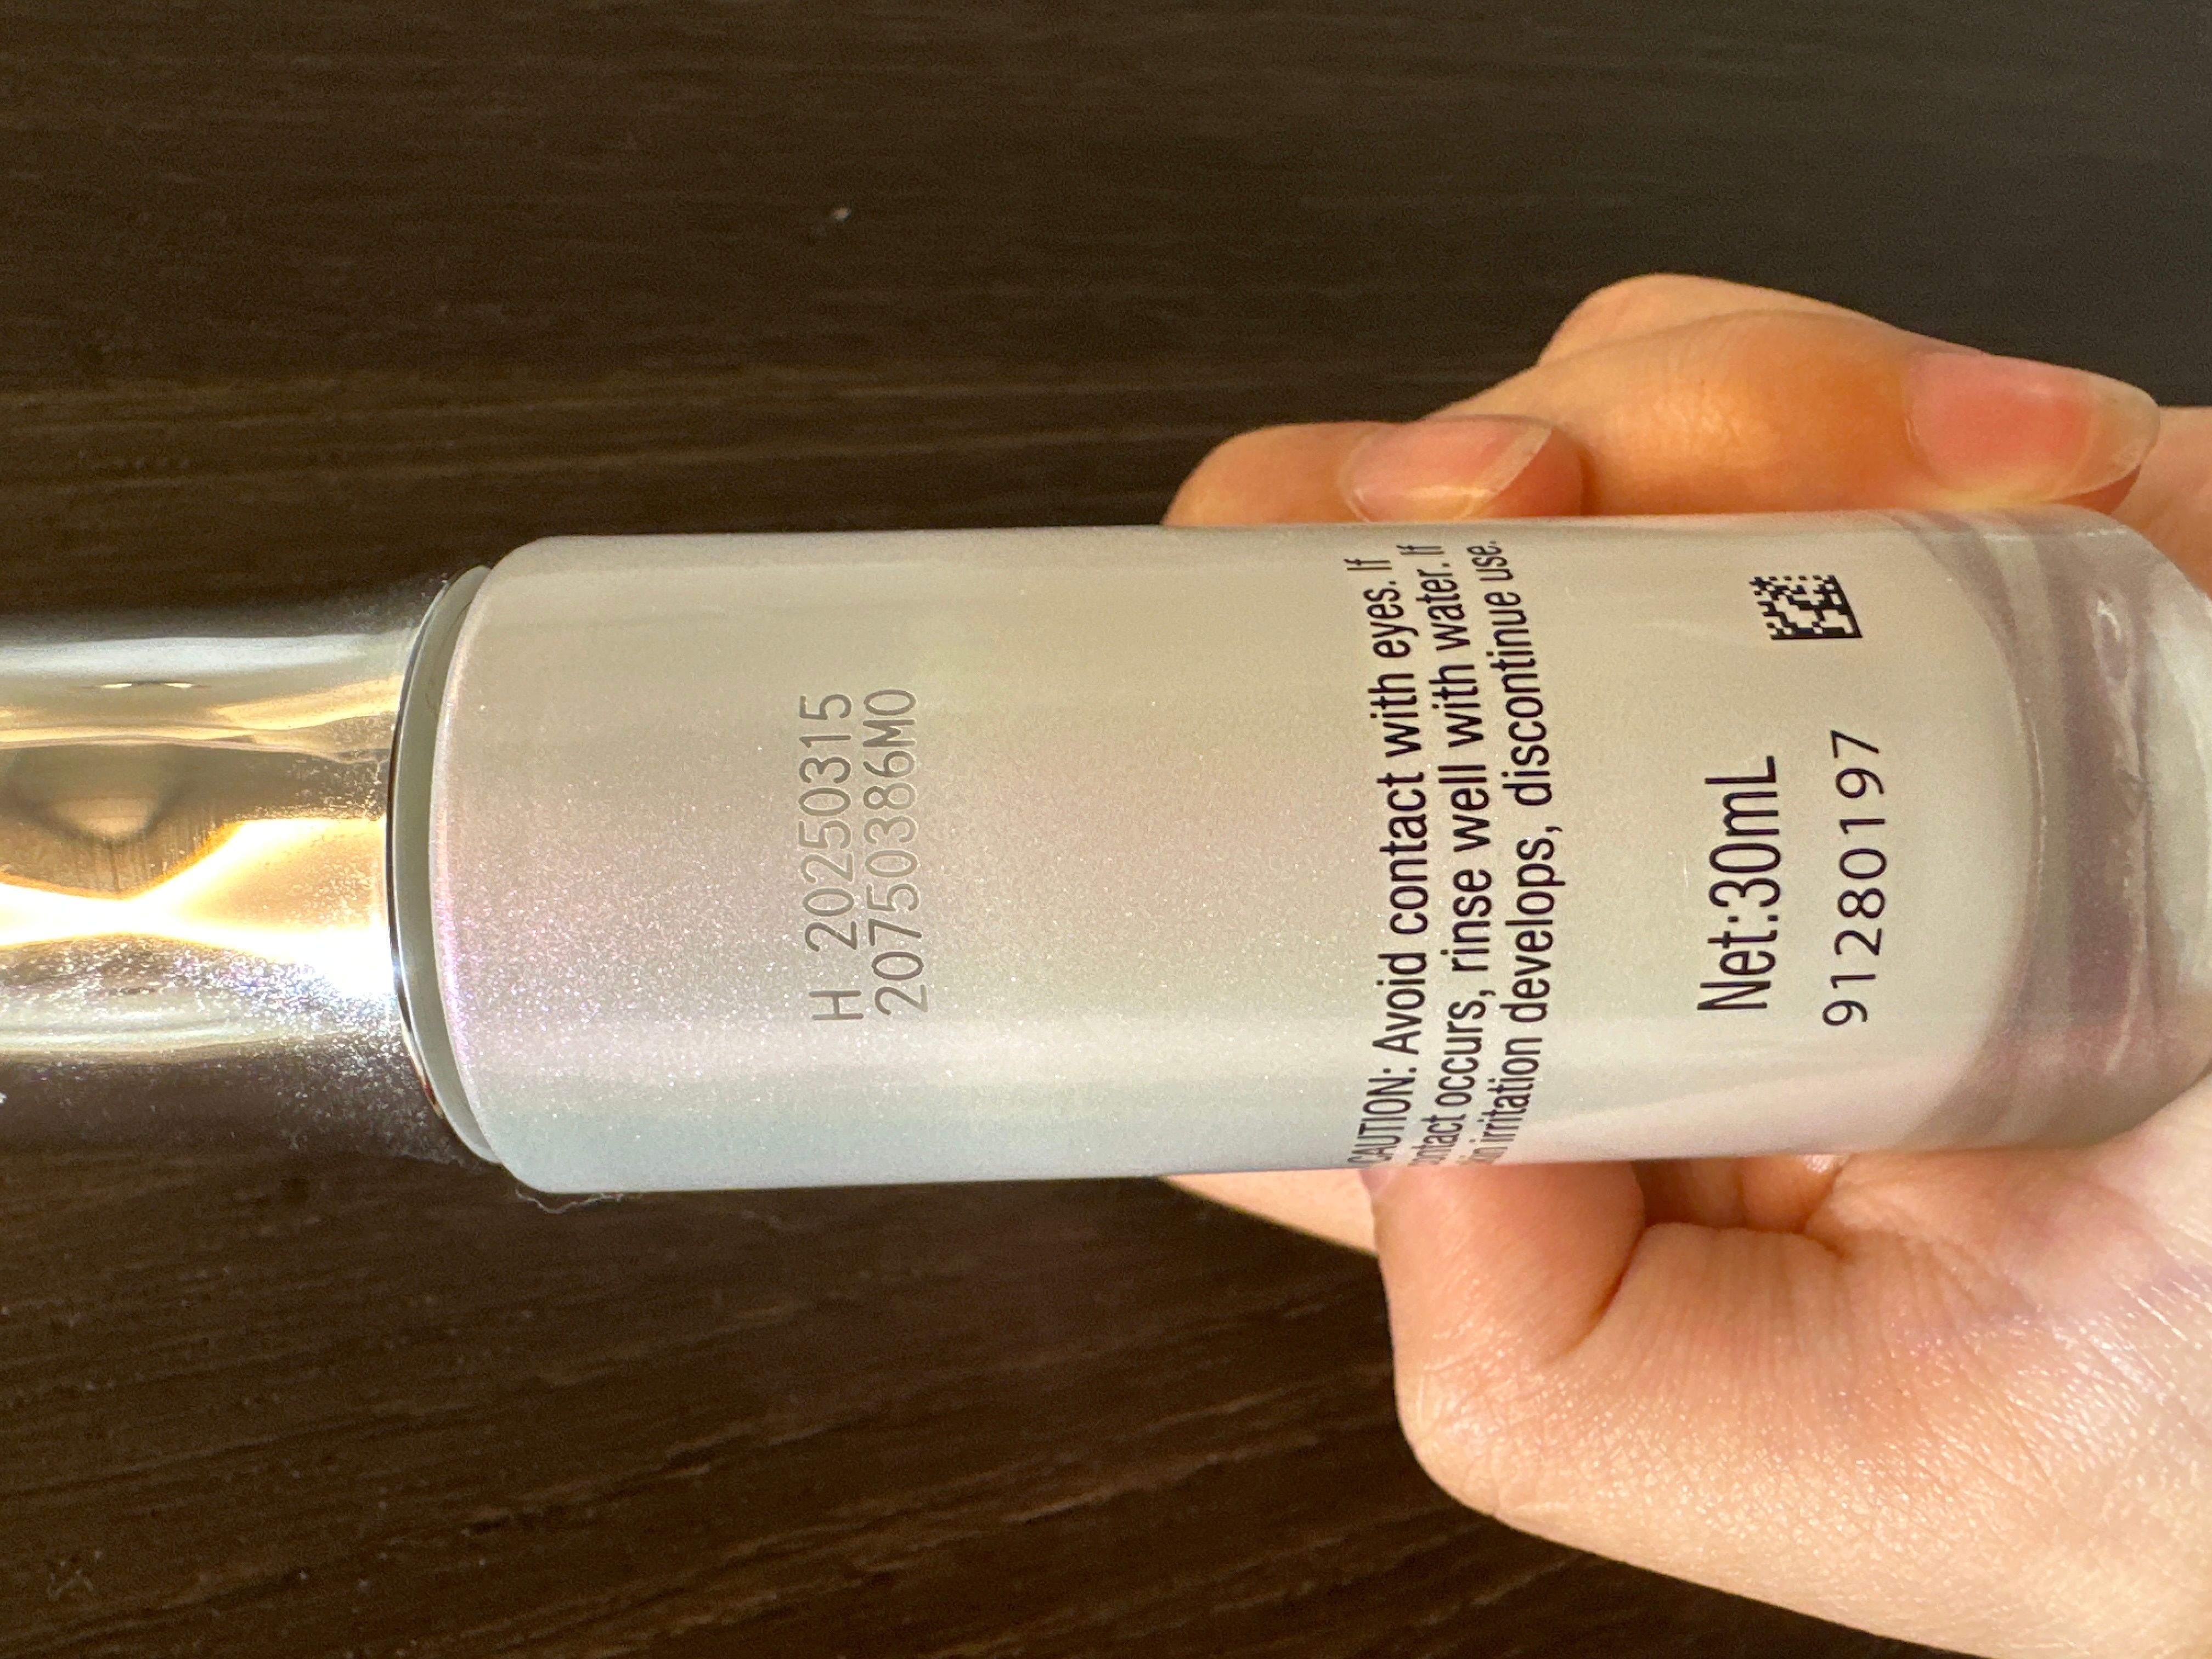 H 20250315
20750386M0
CAUTION: Avoid contact with eyes. If
contact occurs, rinse well with water. If
irritation develops, discontinue use.
Net:30mL
91280197